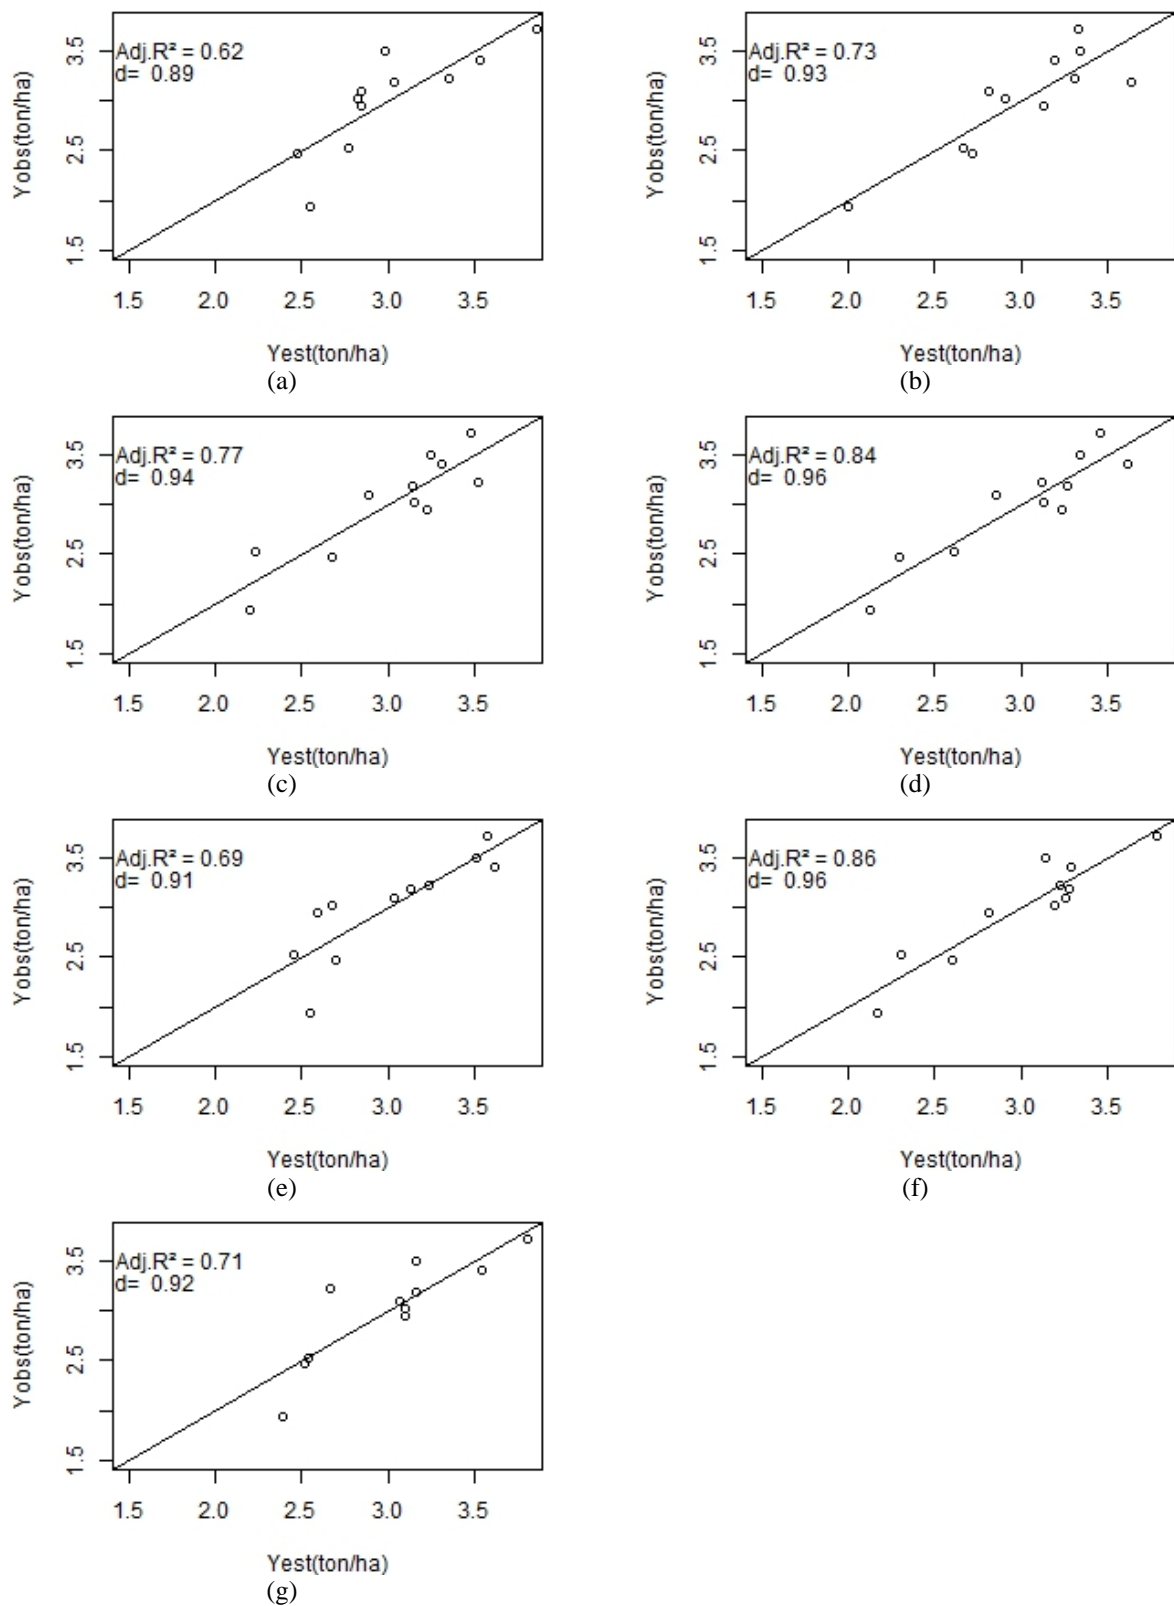 Adj.R² = 0.62
d= 0.89
Yobs(ton/ha)
1.5 2.5 3.5
1.5 2.0 2.5 3.0 3.5
Yest(ton/ha)
(a)
Adj.R² = 0.73
d= 0.93
Yobs(ton/ha)
1.5 2.5 3.5
1.5 2.0 2.5 3.0 3.5
Yest(ton/ha)
(b)
Adj.R² = 0.77
d= 0.94
Yobs(ton/ha)
1.5 2.5 3.5
1.5 2.0 2.5 3.0 3.5
Yest(ton/ha)
(c)
Adj.R² = 0.84
d= 0.96
Yobs(ton/ha)
1.5 2.5 3.5
1.5 2.0 2.5 3.0 3.5
Yest(ton/ha)
(d)
Adj.R² = 0.69
d= 0.91
Yobs(ton/ha)
1.5 2.5 3.5
1.5 2.0 2.5 3.0 3.5
Yest(ton/ha)
(e)
Adj.R² = 0.86
d= 0.96
Yobs(ton/ha)
1.5 2.5 3.5
1.5 2.0 2.5 3.0 3.5
Yest(ton/ha)
(f)
Adj.R² = 0.71
d= 0.92
Yobs(ton/ha)
1.5 2.5 3.5
1.5 2.0 2.5 3.0 3.5
Yest(ton/ha)
(g)